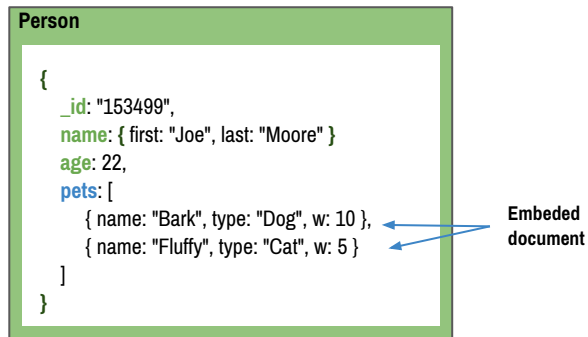 Person
{
_id: "153499",
name: { first: "Joe", last: "Moore" }
age: 22,
pets: [
{ name: "Bark", type: "Dog", w: 10 },
{ name: "Fluffy", type: "Cat", w: 5 }
]
}
Embeded
document